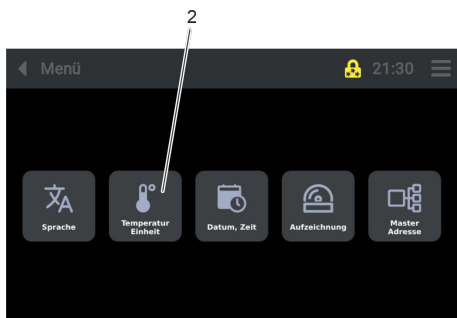 2
Menü
21:30
Sprache
Temperatur
Einheit
Datum, Zeit
Aufzeichnung
Master
Adresse